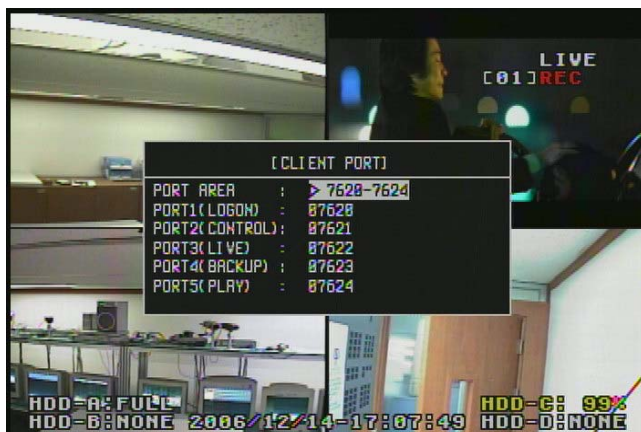 LIVE
[01]REC
[CLIENT PORT]
PORT AREA : > 7620-7624
PORT1(LOGON) : 07620
PORT2(CONTROL): 07621
PORT3(LIVE) : 07622
PORT4(BACKUP) : 07623
PORT5(PLAY) : 07624
HDD-A:FULL HDD-C: 99%
HDD-B:NONE 2006/12/14-17:07:49 HDD-D:NONE